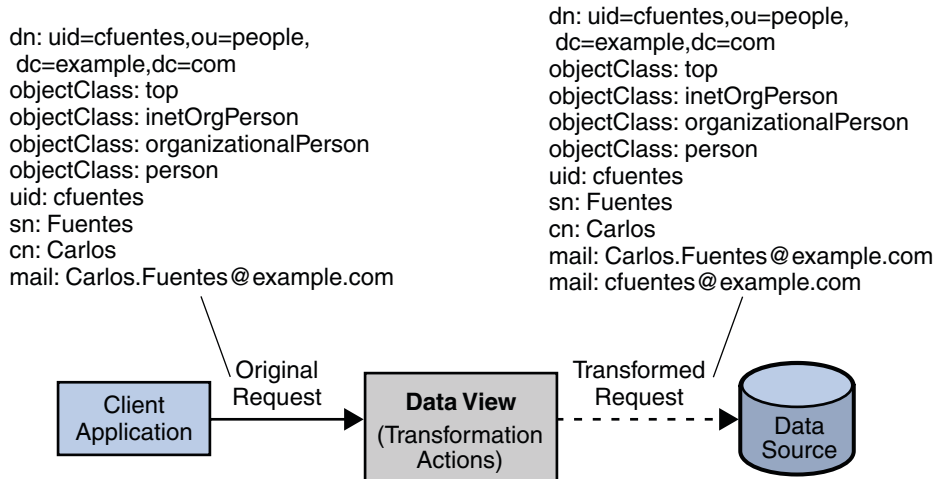 dn: uid=cfuentes,ou=people,
dc=example,dc=com
objectClass: top
objectClass: inetOrgPerson
objectClass: organizationalPerson
objectClass: person
uid: cfuentes
sn: Fuentes
cn: Carlos
mail: Carlos.Fuentes@example.com
dn: uid=cfuentes,ou=people,
dc=example,dc=com
objectClass: top
objectClass: inetOrgPerson
objectClass: organizationalPerson
objectClass: person
uid: cfuentes
sn: Fuentes
cn: Carlos
mail: Carlos.Fuentes@example.com
mail: cfuentes@example.com
Client
Application
Original
Request
Data View
(Transformation
Actions)
Transformed
Request
Data
Source